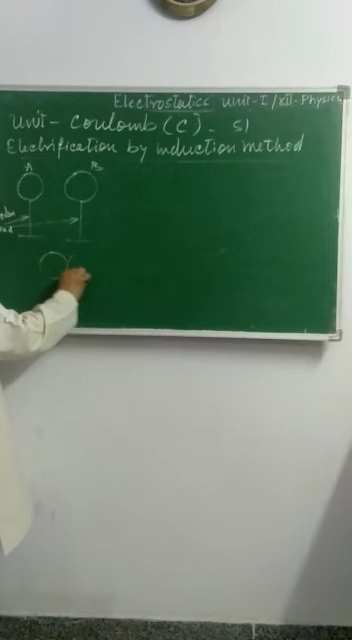 Electrostatics unit-I/XII-Physics
unit- coulomb (C) - SI
Electrification by induction method
A B